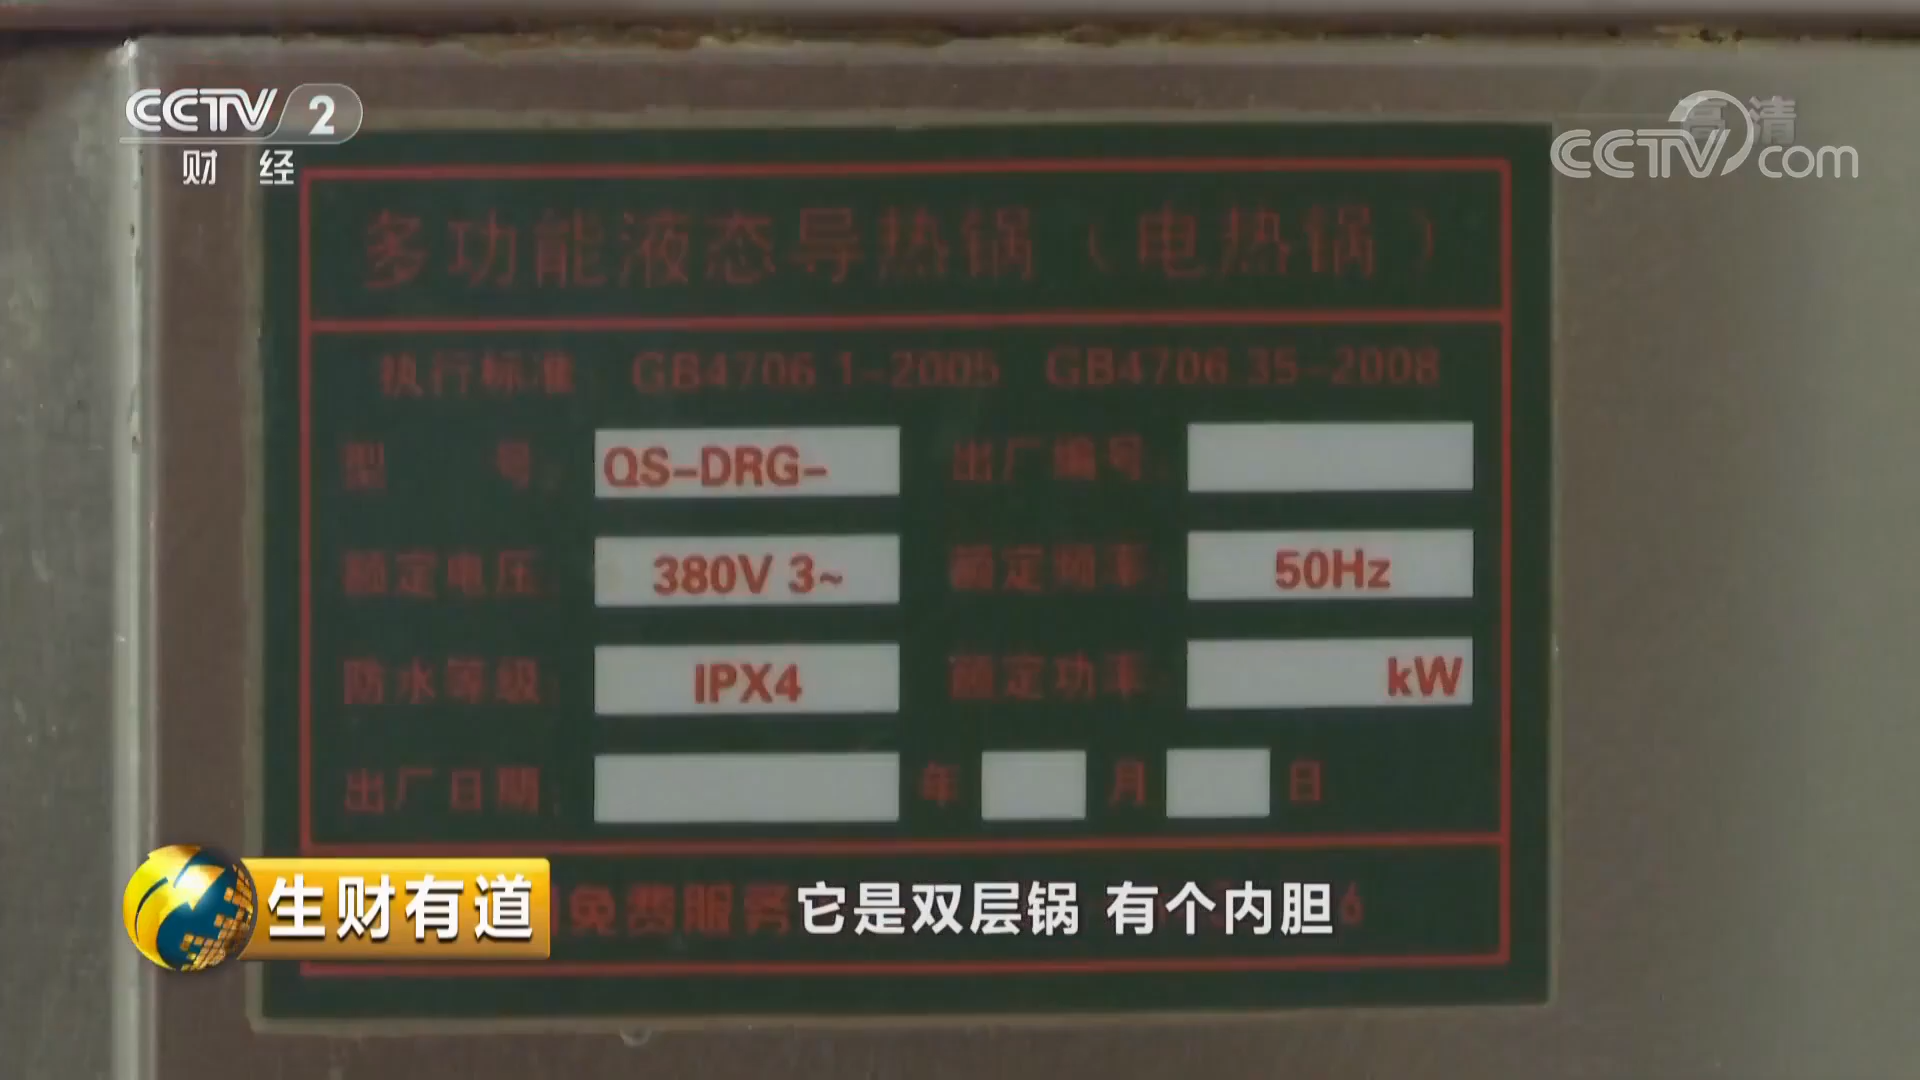 CCTV 2
财 经
高清
CCTV com
多功能液态导热锅（电热锅）
执行标准 GB4706.1-2005 GB4706.35-2008
型 号: QS-DRG- 出厂编号:
额定电压: 380V 3~ 额定频率: 50Hz
防水等级: IPX4 额定功率: kW
出厂日期: 年 月 日
免费服务 6
生财有道
它是双层锅 有个内胆